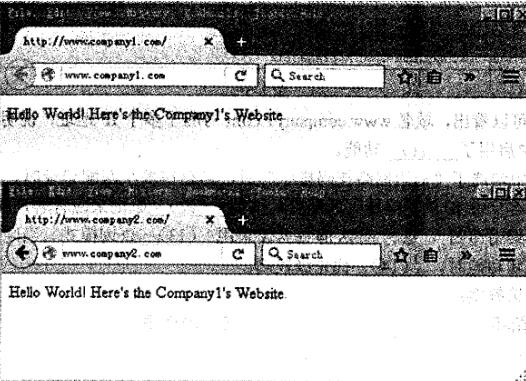 File Edit View History Bookmarks Tools Help
http://www.company1.com/ × +
www.company1.com C Search
Hello World! Here's the Company1's Website.
File Edit View History Bookmarks Tools Help
http://www.company2.com/ × +
www.company2.com C Search
Hello World! Here's the Company1's Website.